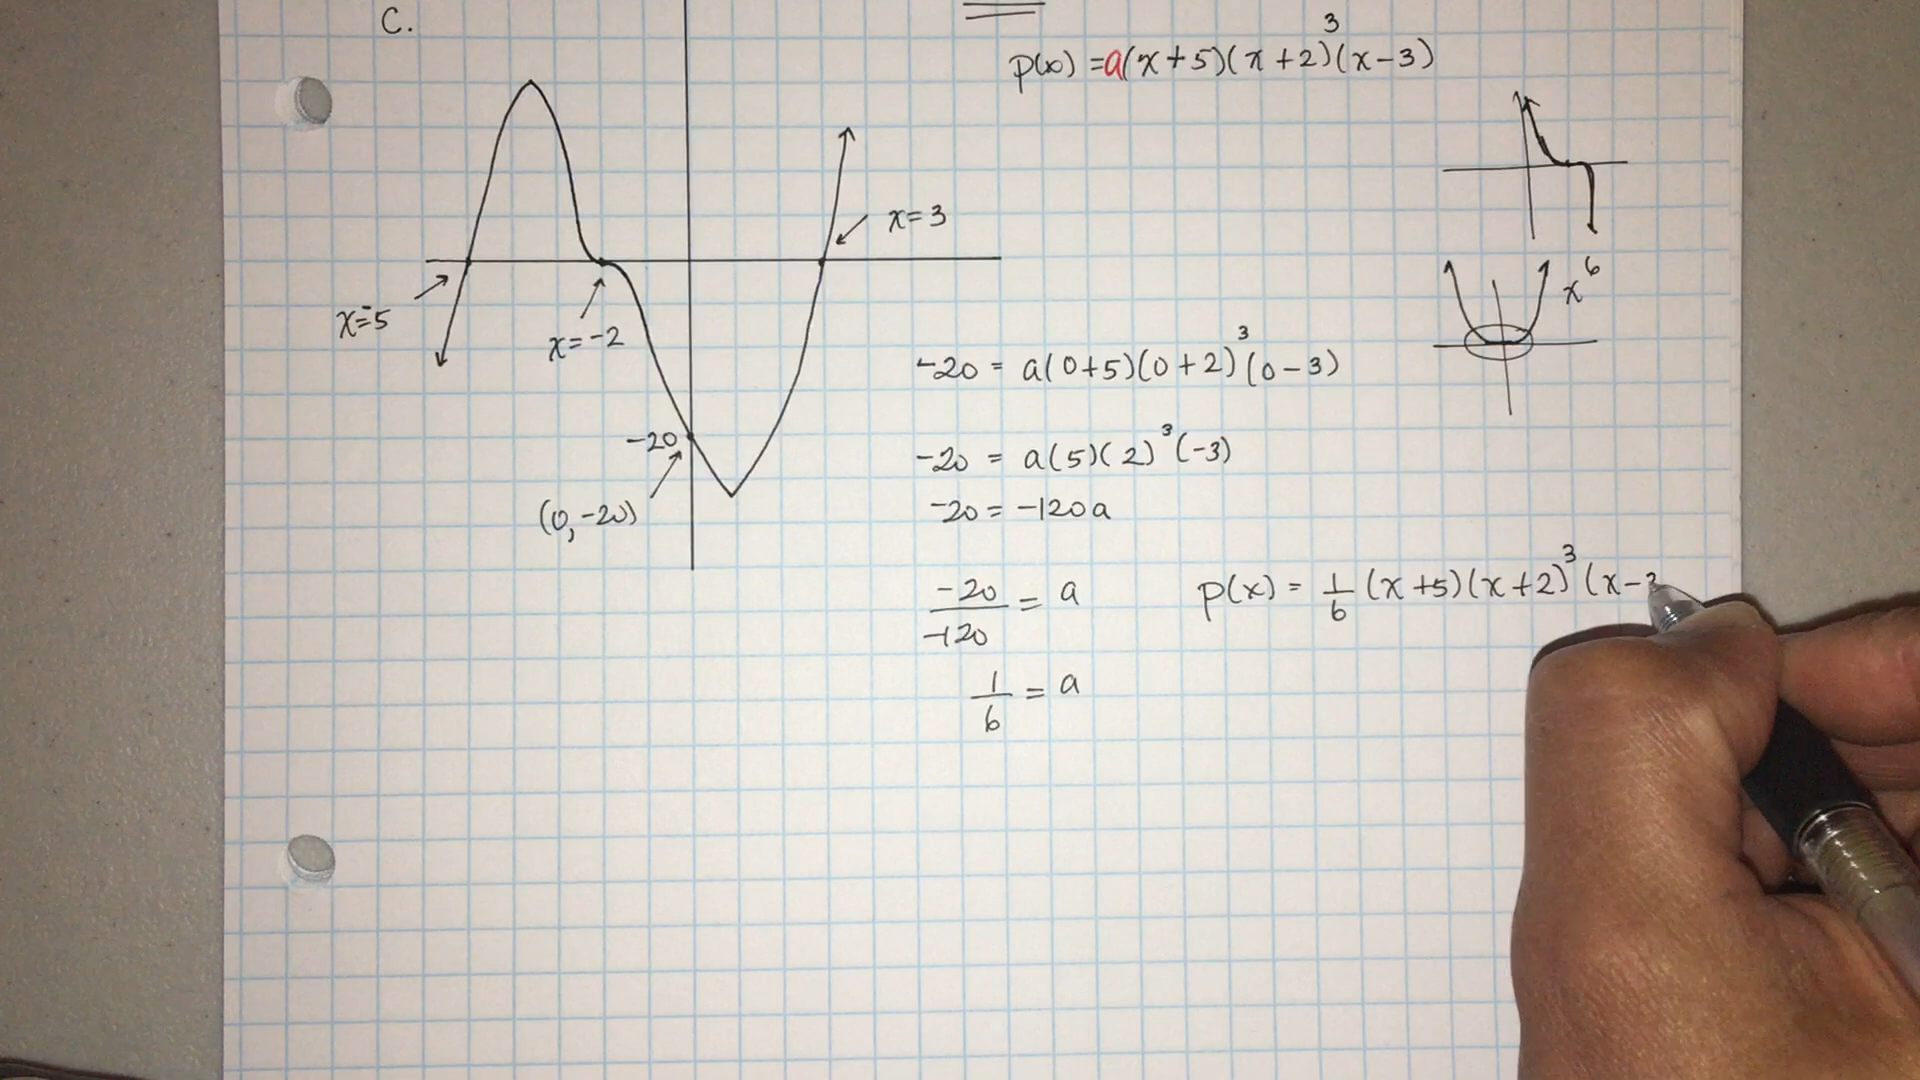 C.
p(x) = a(x+5)(x+2)³(x-3)
x=3
x=-5
x=-2
x⁶
-20 = a(0+5)(0+2)³(0-3)
-20
-20 = a(5)(2)³(-3)
(0,-20)
-20 = -120a
-20/-120 = a
p(x) = 1/6 (x+5)(x+2)³(x-
1/6 = a